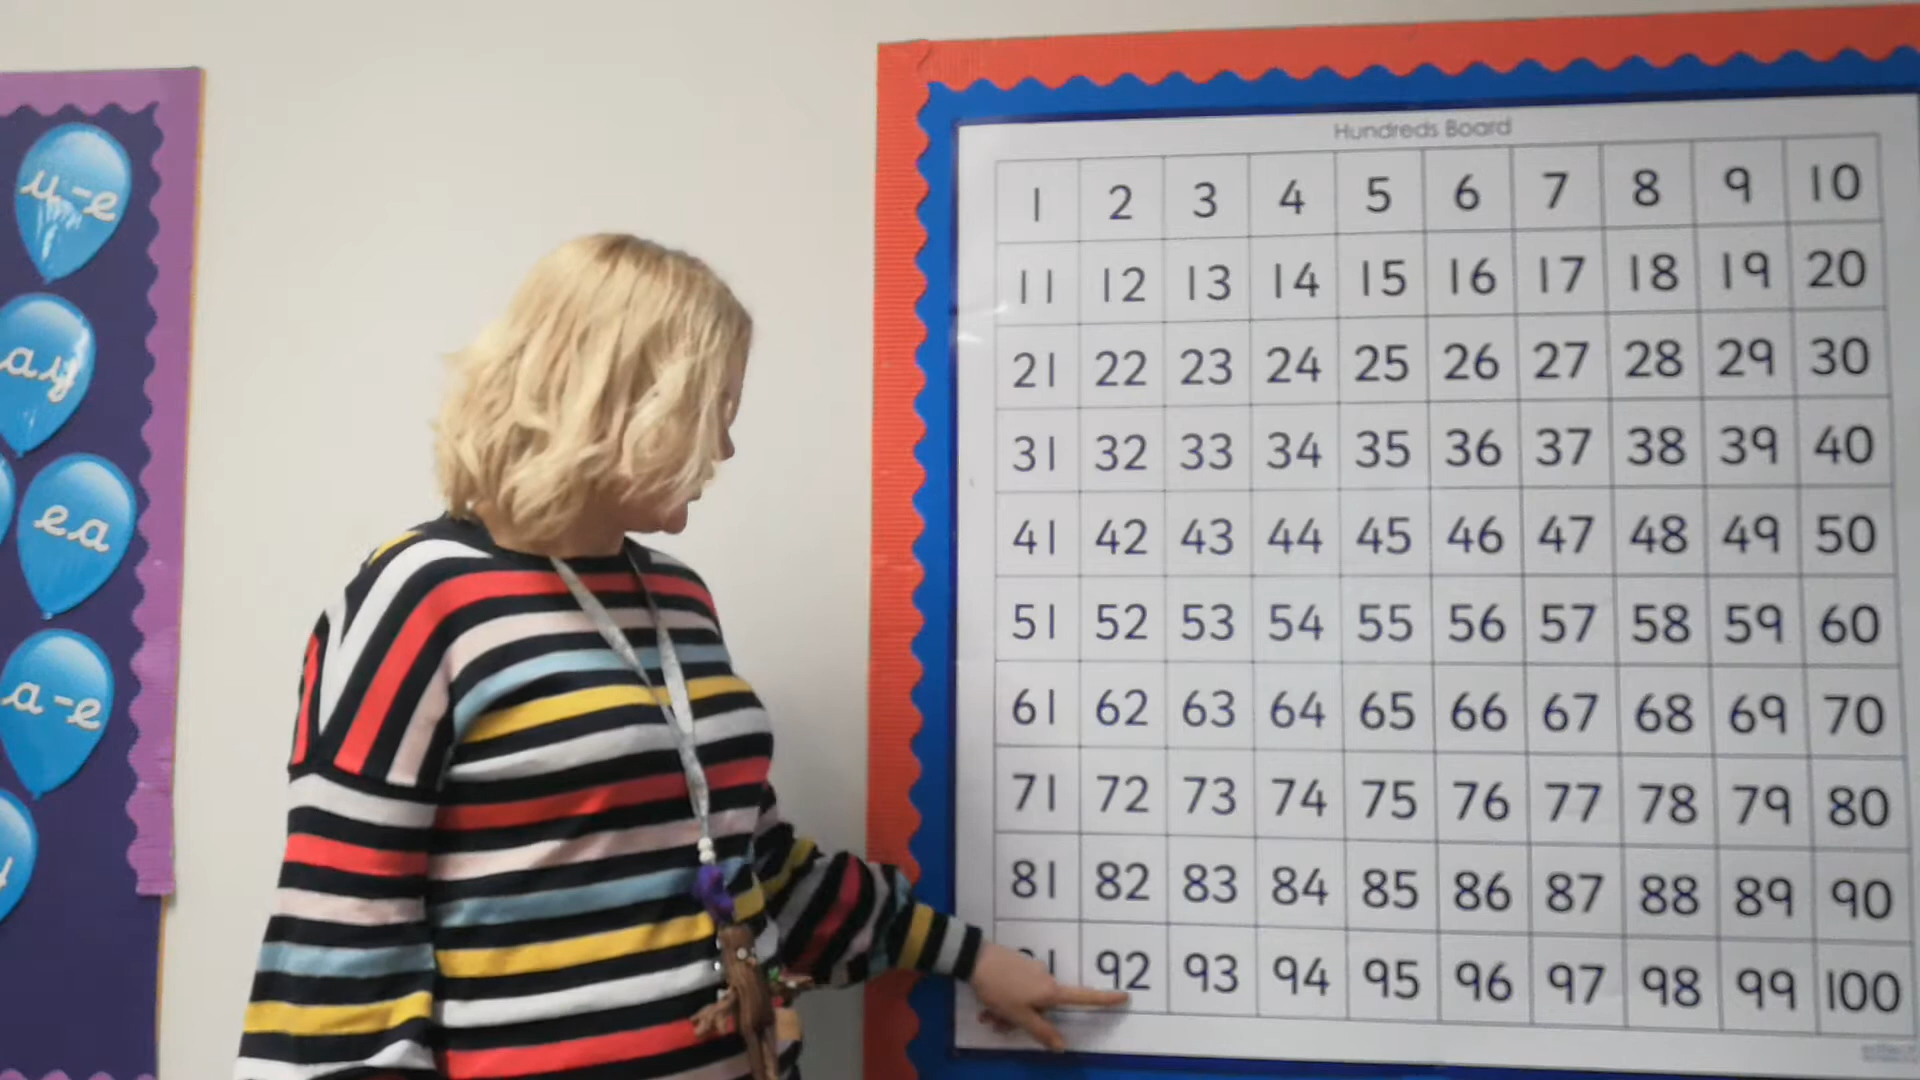 u-e
ay
ea
a-e
Hundreds Board
1 2 3 4 5 6 7 8 9 10
11 12 13 14 15 16 17 18 19 20
21 22 23 24 25 26 27 28 29 30
31 32 33 34 35 36 37 38 39 40
41 42 43 44 45 46 47 48 49 50
51 52 53 54 55 56 57 58 59 60
61 62 63 64 65 66 67 68 69 70
71 72 73 74 75 76 77 78 79 80
81 82 83 84 85 86 87 88 89 90
92 93 94 95 96 97 98 99 100